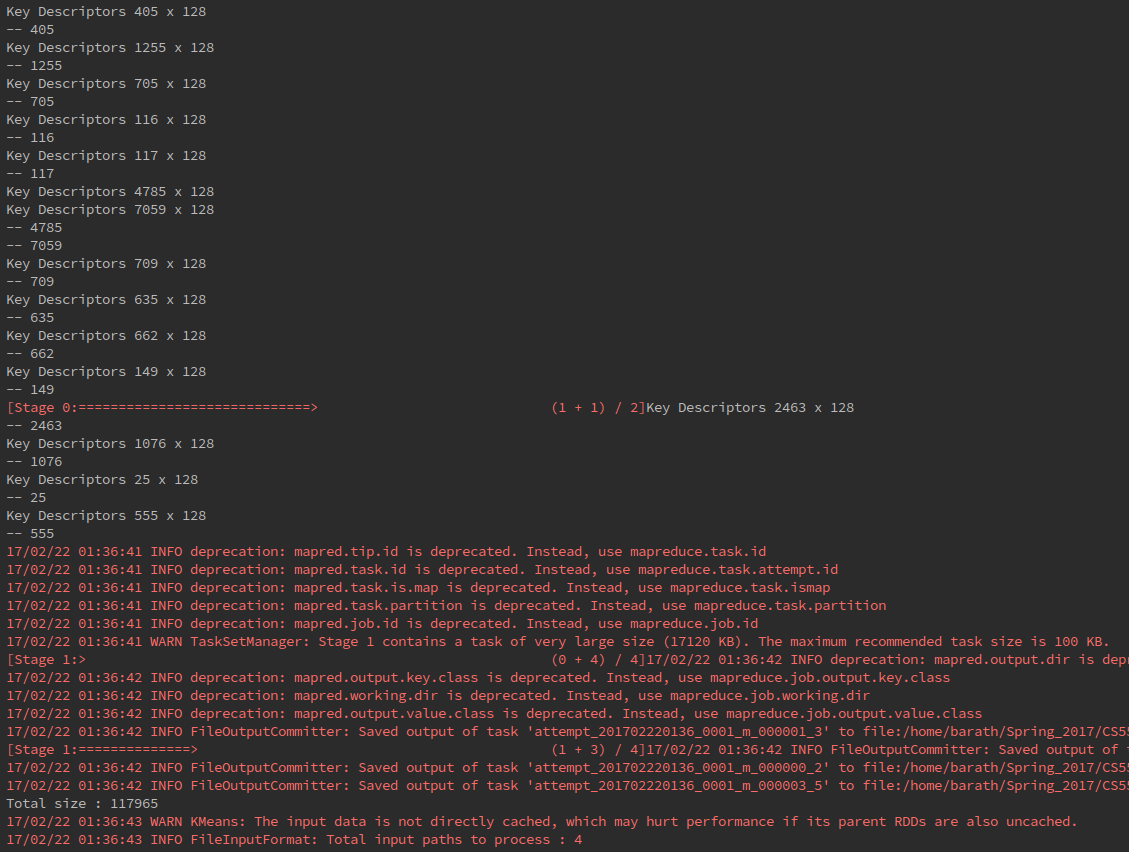 Key Descriptors 405 x 128
-- 405
Key Descriptors 1255 x 128
-- 1255
Key Descriptors 705 x 128
-- 705
Key Descriptors 116 x 128
-- 116
Key Descriptors 117 x 128
-- 117
Key Descriptors 4785 x 128
Key Descriptors 7059 x 128
-- 4785
-- 7059
Key Descriptors 709 x 128
-- 709
Key Descriptors 635 x 128
-- 635
Key Descriptors 662 x 128
-- 662
Key Descriptors 149 x 128
-- 149
[Stage 0:=============================>                             (1 + 1) / 2]Key Descriptors 2463 x 128
-- 2463
Key Descriptors 1076 x 128
-- 1076
Key Descriptors 25 x 128
-- 25
Key Descriptors 555 x 128
-- 555
17/02/22 01:36:41 INFO deprecation: mapred.tip.id is deprecated. Instead, use mapreduce.task.id
17/02/22 01:36:41 INFO deprecation: mapred.task.id is deprecated. Instead, use mapreduce.task.attempt.id
17/02/22 01:36:41 INFO deprecation: mapred.task.is.map is deprecated. Instead, use mapreduce.task.ismap
17/02/22 01:36:41 INFO deprecation: mapred.task.partition is deprecated. Instead, use mapreduce.task.partition
17/02/22 01:36:41 INFO deprecation: mapred.job.id is deprecated. Instead, use mapreduce.job.id
17/02/22 01:36:41 WARN TaskSetManager: Stage 1 contains a task of very large size (17120 KB). The maximum recommended task size is 100 KB.
[Stage 1:>                                                          (0 + 4) / 4]17/02/22 01:36:42 INFO deprecation: mapred.output.dir is depr
17/02/22 01:36:42 INFO deprecation: mapred.output.key.class is deprecated. Instead, use mapreduce.job.output.key.class
17/02/22 01:36:42 INFO deprecation: mapred.working.dir is deprecated. Instead, use mapreduce.job.working.dir
17/02/22 01:36:42 INFO deprecation: mapred.output.value.class is deprecated. Instead, use mapreduce.job.output.value.class
17/02/22 01:36:42 INFO FileOutputCommitter: Saved output of task 'attempt_201702220136_0001_m_000001_3' to file:/home/barath/Spring_2017/CS55
[Stage 1:==============>                                            (1 + 3) / 4]17/02/22 01:36:42 INFO FileOutputCommitter: Saved output of
17/02/22 01:36:42 INFO FileOutputCommitter: Saved output of task 'attempt_201702220136_0001_m_000000_2' to file:/home/barath/Spring_2017/CS55
17/02/22 01:36:42 INFO FileOutputCommitter: Saved output of task 'attempt_201702220136_0001_m_000003_5' to file:/home/barath/Spring_2017/CS55
Total size : 117965
17/02/22 01:36:43 WARN KMeans: The input data is not directly cached, which may hurt performance if its parent RDDs are also uncached.
17/02/22 01:36:43 INFO FileInputFormat: Total input paths to process : 4